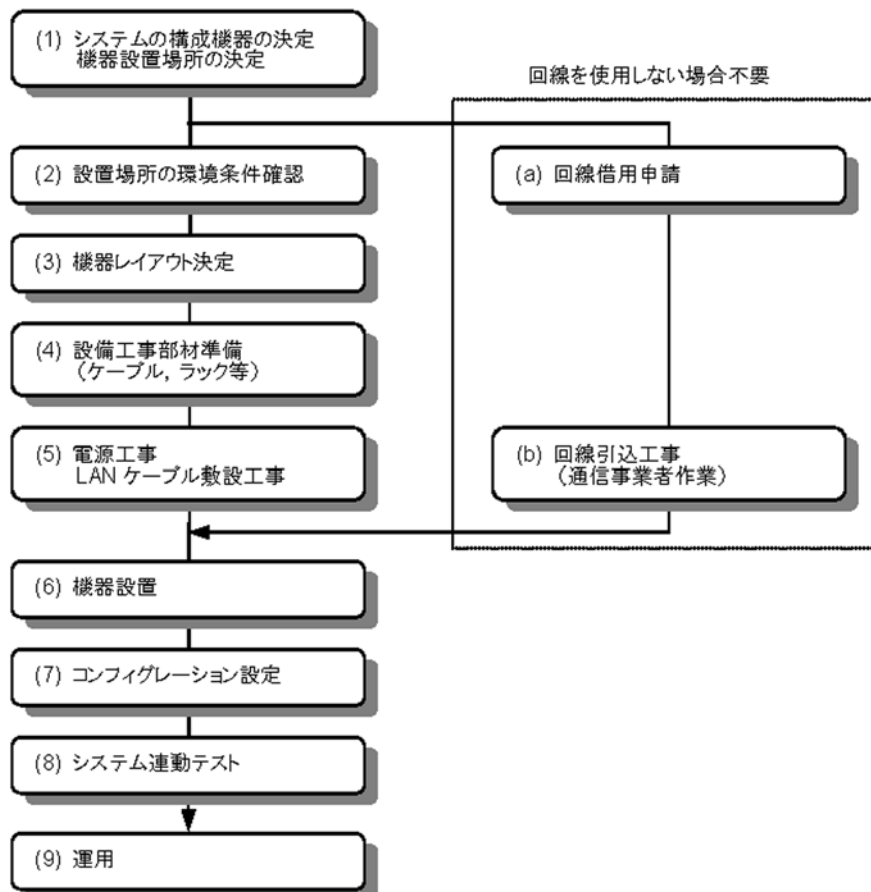 (1) システムの構成機器の決定
機器設置場所の決定
回線を使用しない場合不要
(2) 設置場所の環境条件確認
(a) 回線借用申請
(3) 機器レイアウト決定
(4) 設備工事部材準備
(ケーブル, ラック等)
(5) 電源工事
LAN ケーブル敷設工事
(b) 回線引込工事
(通信事業者作業)
(6) 機器設置
(7) コンフィグレーション設定
(8) システム連動テスト
(9) 運用